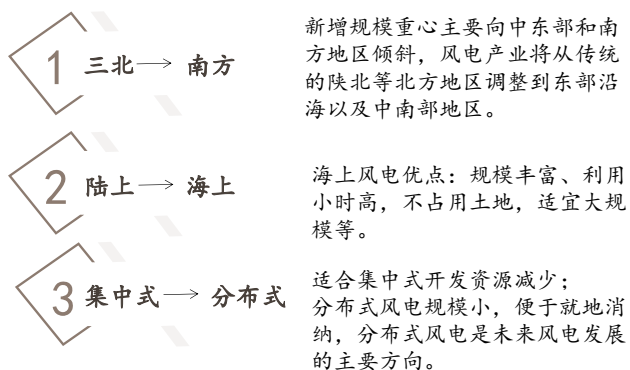 1 三北→ 南方
新增规模重心主要向中东部和南
方地区倾斜，风电产业将从传统
的陕北等北方地区调整到东部沿
海以及中南部地区。
2 陆上→ 海上
海上风电优点：规模丰富、利用
小时高，不占用土地，适宜大规
模等。
3 集中式→ 分布式
适合集中式开发资源减少；
分布式风电规模小，便于就地消
纳，分布式风电是未来风电发展
的主要方向。